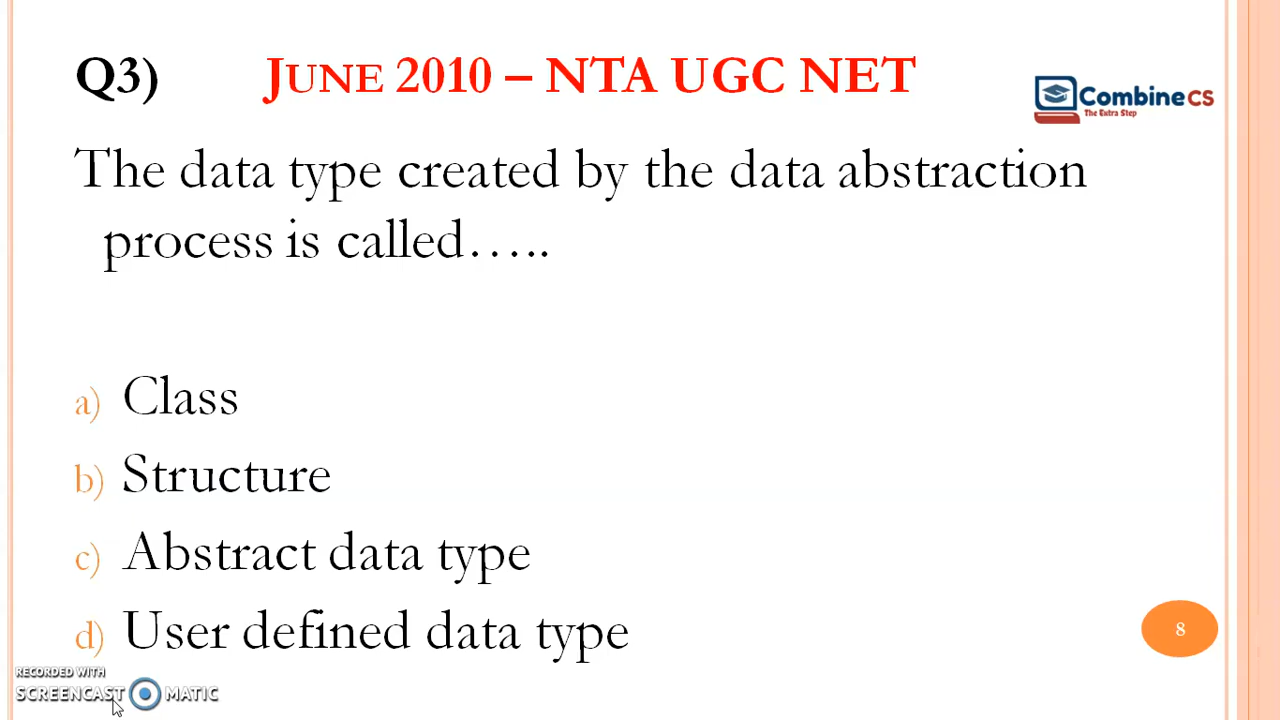 Q3) JUNE 2010 – NTA UGC NET
CombineCS
The Extra Step
The data type created by the data abstraction
process is called…..
a) Class
b) Structure
c) Abstract data type
d) User defined data type
8
RECORDED WITH
SCREENCAST MATIC